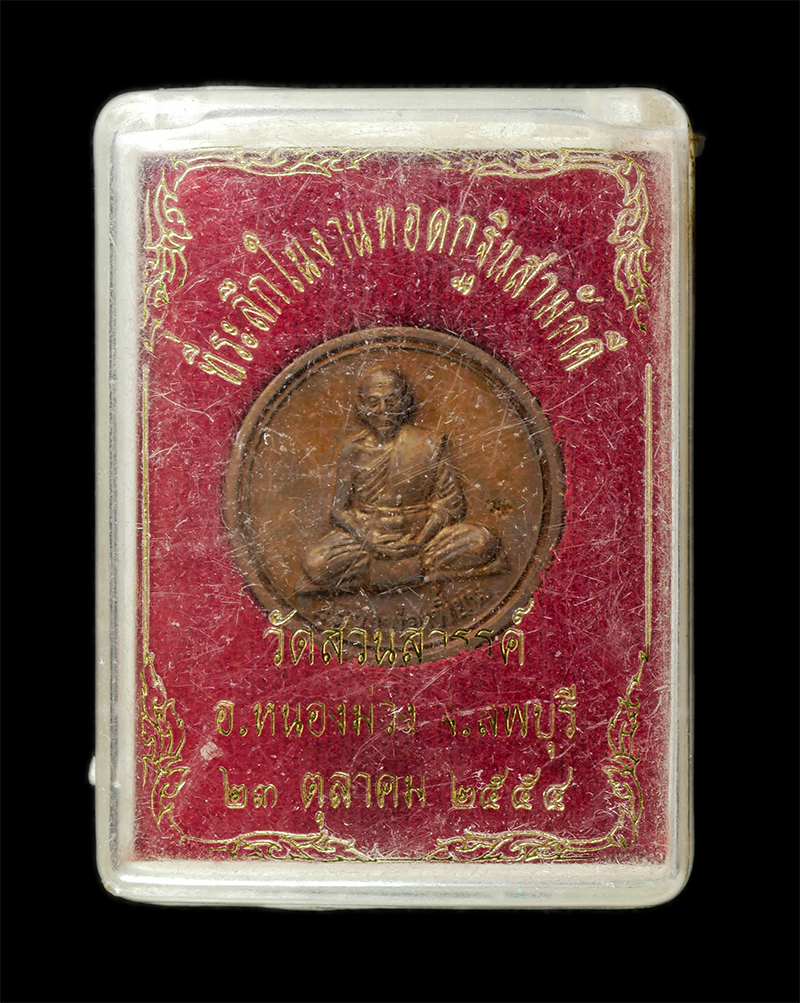 ที่ระลึกในงานทอดกฐินสามัคคี
วัดสวนสวรรค์
อ.หนองม่วง จ.ลพบุรี
๒๓ ตุลาคม ๒๕๕๔